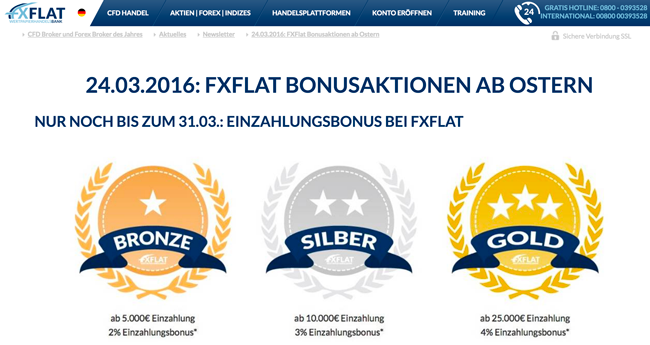 FXFLAT
WERTPAPIERHANDELSBANK
CFD HANDEL
AKTIEN | FOREX | INDIZES
HANDELSPLATTFORMEN
KONTO ERÖFFNEN
TRAINING
24
GRATIS HOTLINE: 0800 - 0393528
INTERNATIONAL: 00800 00393528
CFD Broker und Forex Broker des Jahres
Aktuelles
Newsletter
24.03.2016: FXFlat Bonusaktionen ab Ostern
Sichere Verbindung SSL
24.03.2016: FXFLAT BONUSAKTIONEN AB OSTERN
NUR NOCH BIS ZUM 31.03.: EINZAHLUNGSBONUS BEI FXFLAT
BRONZE
FXFLAT
SILBER
FXFLAT
GOLD
FXFLAT
ab 5.000€ Einzahlung
2% Einzahlungsbonus*
ab 10.000€ Einzahlung
3% Einzahlungsbonus*
ab 25.000€ Einzahlung
4% Einzahlungsbonus*